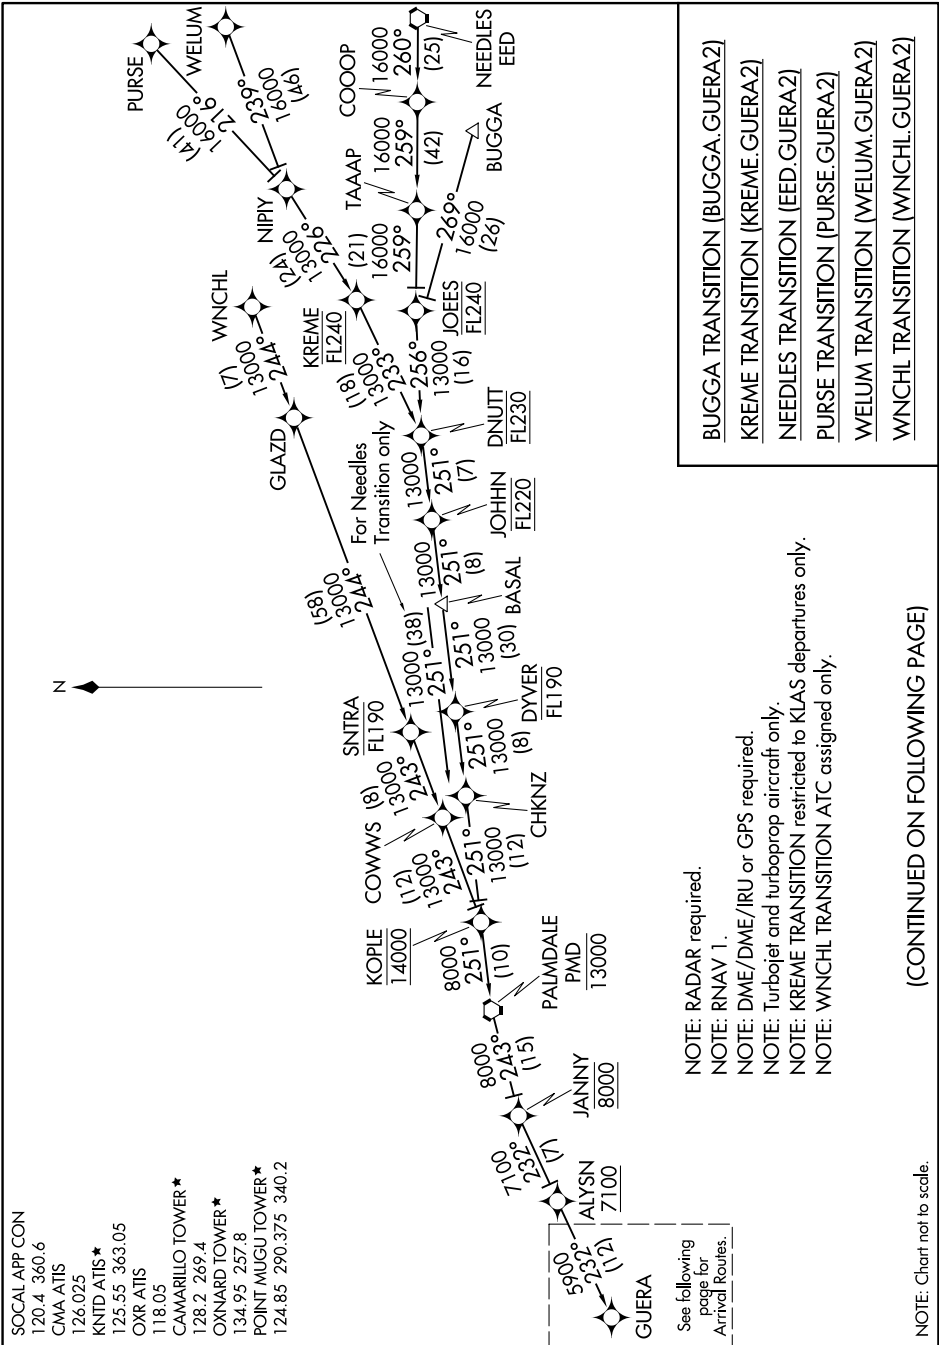 SOCAL APP CON
120.4 360.6
CMA ATIS
126.025
KNTD ATIS★
125.55 363.05
OXR ATIS
118.05
CAMARILLO TOWER★
128.2 269.4
OXNARD TOWER★
134.95 257.8
POINT MUGU TOWER★
124.85 290.375 340.2
N
PURSE
WELUM
(41)
16000
216°
239°
16000
(46)
NIPIY
(24)
13000
226°
KREME
FL240
(18)
13000
233°
WNCHL
(7)
13000
244°
GLAZD
(58)
13000
244°
SNTRA
FL190
(8)
13000
243°
COWWS
(12)
13000
243°
KOPLE
14000
NEEDLES
EED
16000
260°
(25)
COOOP
16000
259°
(42)
TAAAP
(21)
16000
259°
BUGGA
269°
16000
(26)
JOEES
FL240
256°
13000
(16)
DNUTT
FL230
13000
251°
(7)
JOHHN
FL220
13000
251°
(8)
BASAL
For Needles
Transition only
13000 (38)
251°
251°
13000
(30)
DYVER
FL190
251°
13000
(8)
CHKNZ
251°
13000
(12)
8000
251°
(10)
PALMDALE
PMD
13000
8000
243°
(15)
JANNY
8000
7100
232°
(7)
ALYSN
7100
5900
232°
(12)
GUERA
See following
page for
Arrival Routes.
BUGGA TRANSITION (BUGGA.GUERA2)
KREME TRANSITION (KREME.GUERA2)
NEEDLES TRANSITION (EED.GUERA2)
PURSE TRANSITION (PURSE.GUERA2)
WELUM TRANSITION (WELUM.GUERA2)
WNCHL TRANSITION (WNCHL.GUERA2)
NOTE: RADAR required.
NOTE: RNAV 1.
NOTE: DME/DME/IRU or GPS required.
NOTE: Turbojet and turboprop aircraft only.
NOTE: KREME TRANSITION restricted to KLAS departures only.
NOTE: WNCHL TRANSITION ATC assigned only.
(CONTINUED ON FOLLOWING PAGE)
NOTE: Chart not to scale.